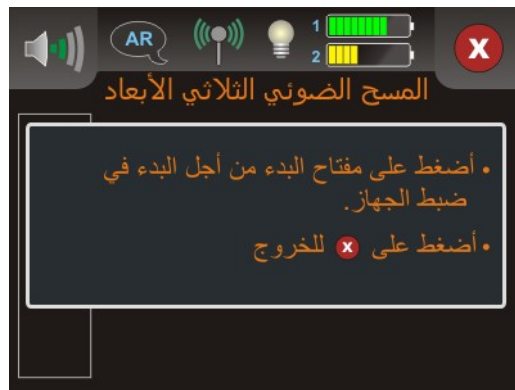 AR
1
2
X
المسح الضوئي الثلاثي الأبعاد
• أضغط على مفتاح البدء من أجل البدء في
ضبط الجهاز.
• أضغط على X للخروج